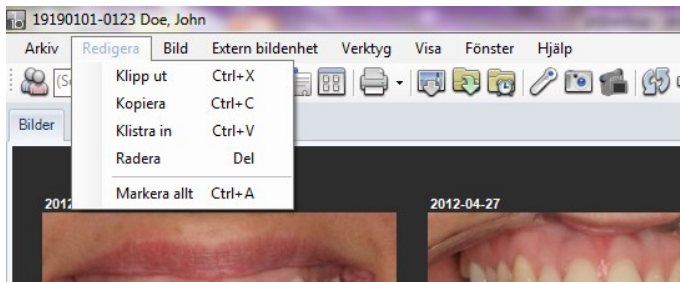 19190101-0123 Doe, John
Arkiv Redigera Bild Extern bildenhet Verktyg Visa Fönster Hjälp
(S
Klipp ut Ctrl+X
Kopiera Ctrl+C
Klistra in Ctrl+V
Bilder
Radera Del
Markera allt Ctrl+A
2012 2012-04-27